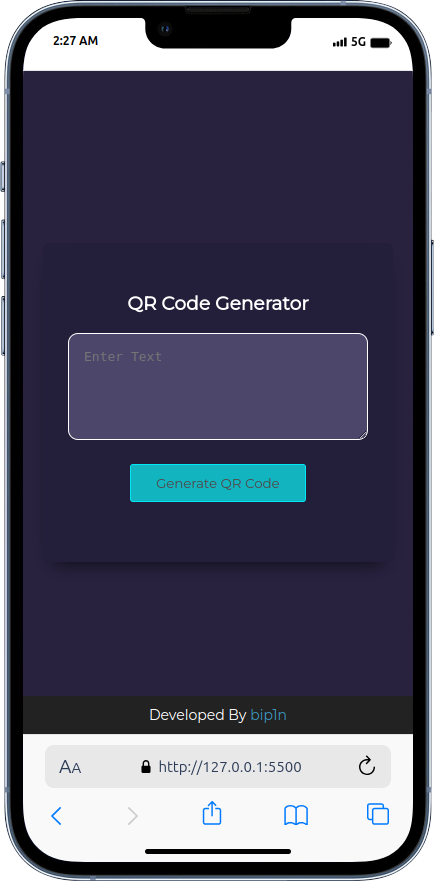 2:27 AM 5G
QR Code Generator
Enter Text
Generate QR Code
Developed By bip1n
AA http://127.0.0.1:5500